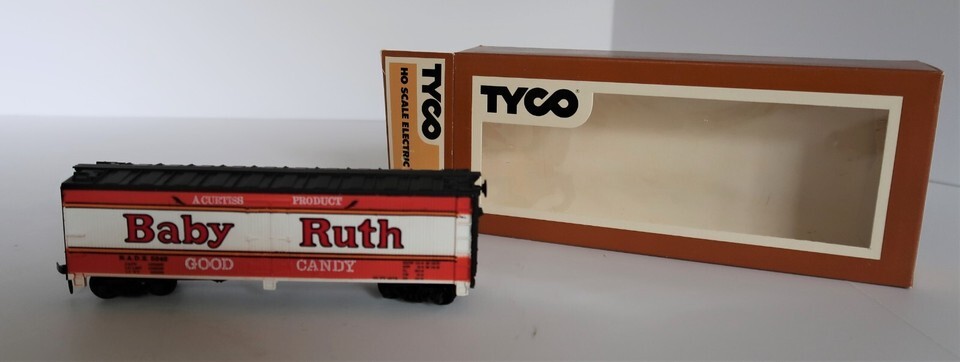 TYCO
HO SCALE ELECTRIC
TYCO
A CURTISS PRODUCT
Baby Ruth
GOOD CANDY